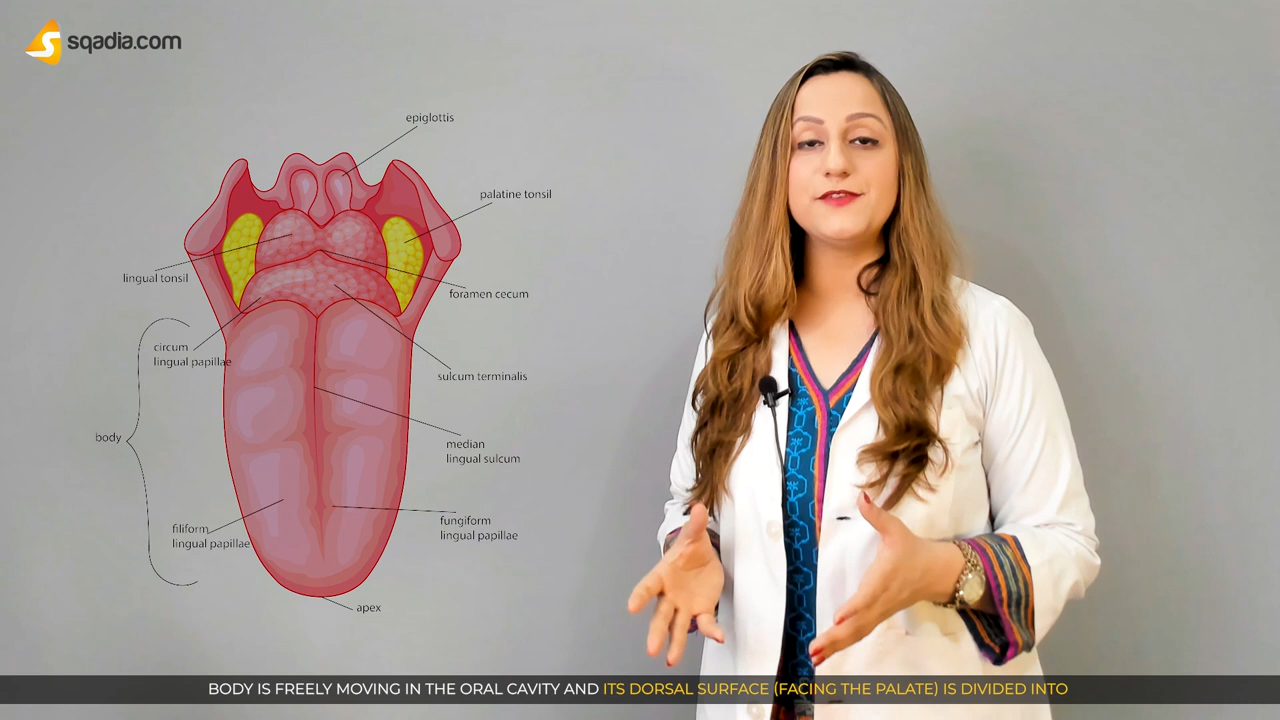 sqadia.com
epiglottis
palatine tonsil
lingual tonsil
foramen cecum
circum
lingual papillae
sulcum terminalis
body
median
lingual sulcum
filiform
lingual papillae
fungiform
lingual papillae
apex
BODY IS FREELY MOVING IN THE ORAL CAVITY AND ITS DORSAL SURFACE (FACING THE PALATE) IS DIVIDED INTO